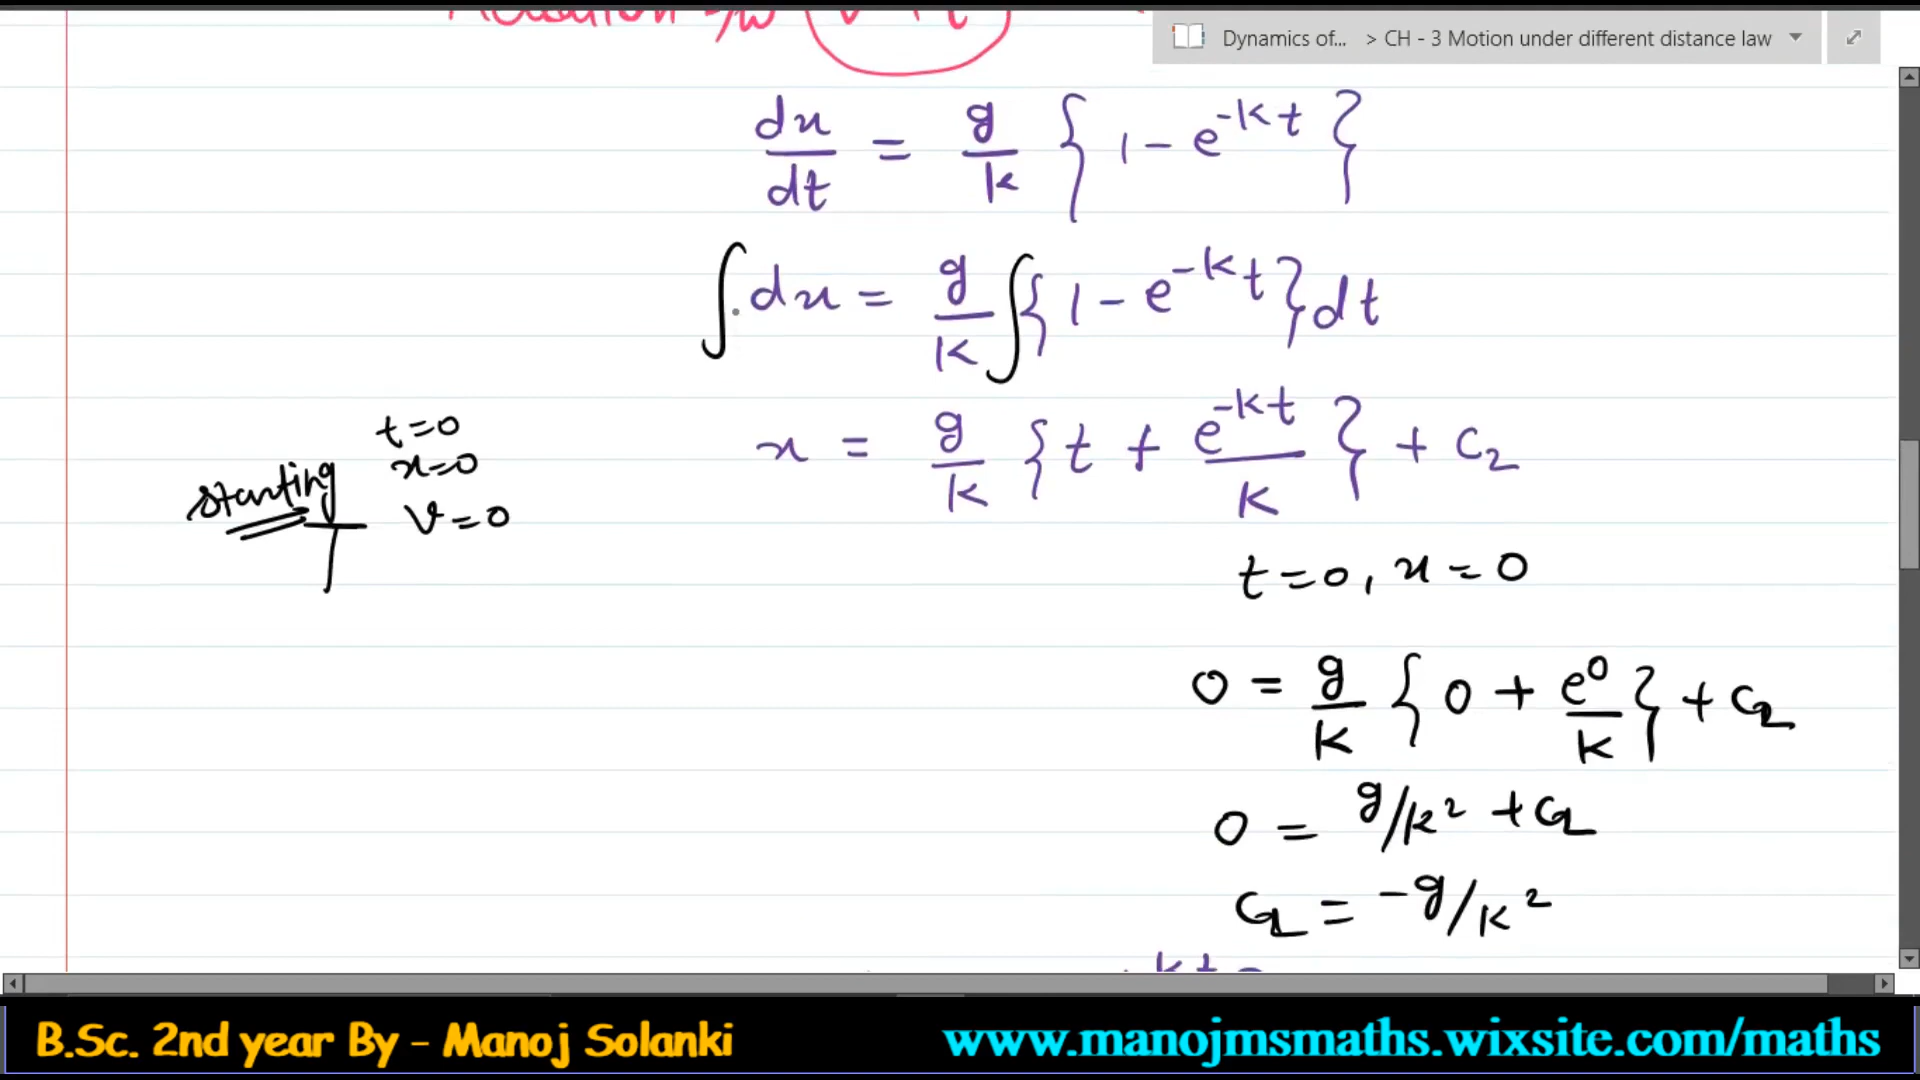 Dynamics of... > CH - 3 Motion under different distance law
dx/dt = g/k { 1 - e^-kt }
∫ dx = g/k ∫ { 1 - e^-kt } dt
x = g/k { t + e^-kt/k } + c₂
t=0
x=0
starting
v=0
t=0, x=0
0 = g/k { 0 + e⁰/k } + c₂
0 = g/k² + c₂
c₂ = -g/k²
B.Sc. 2nd year By - Manoj Solanki
www.manojmsmaths.wixsite.com/maths